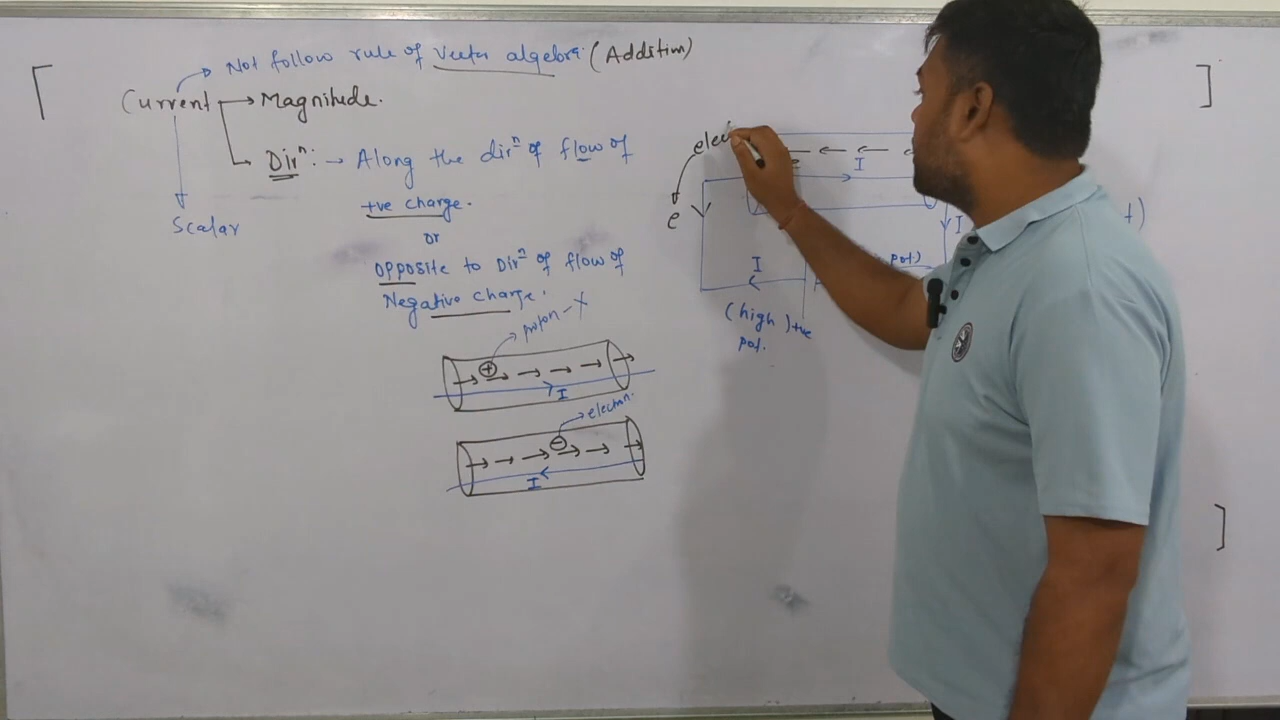 Not follow rule of Vector algebra. (Addition)
Current → Magnitude.
Dirⁿ: → Along the dirⁿ of flow of
+ve charge.
or
Opposite to Dirⁿ of flow of
Negative charge.
Scalar
proton - x
+
I
electron.
-
I
elec
e
e
I
I
I
(high)+ve
pot.
pot)